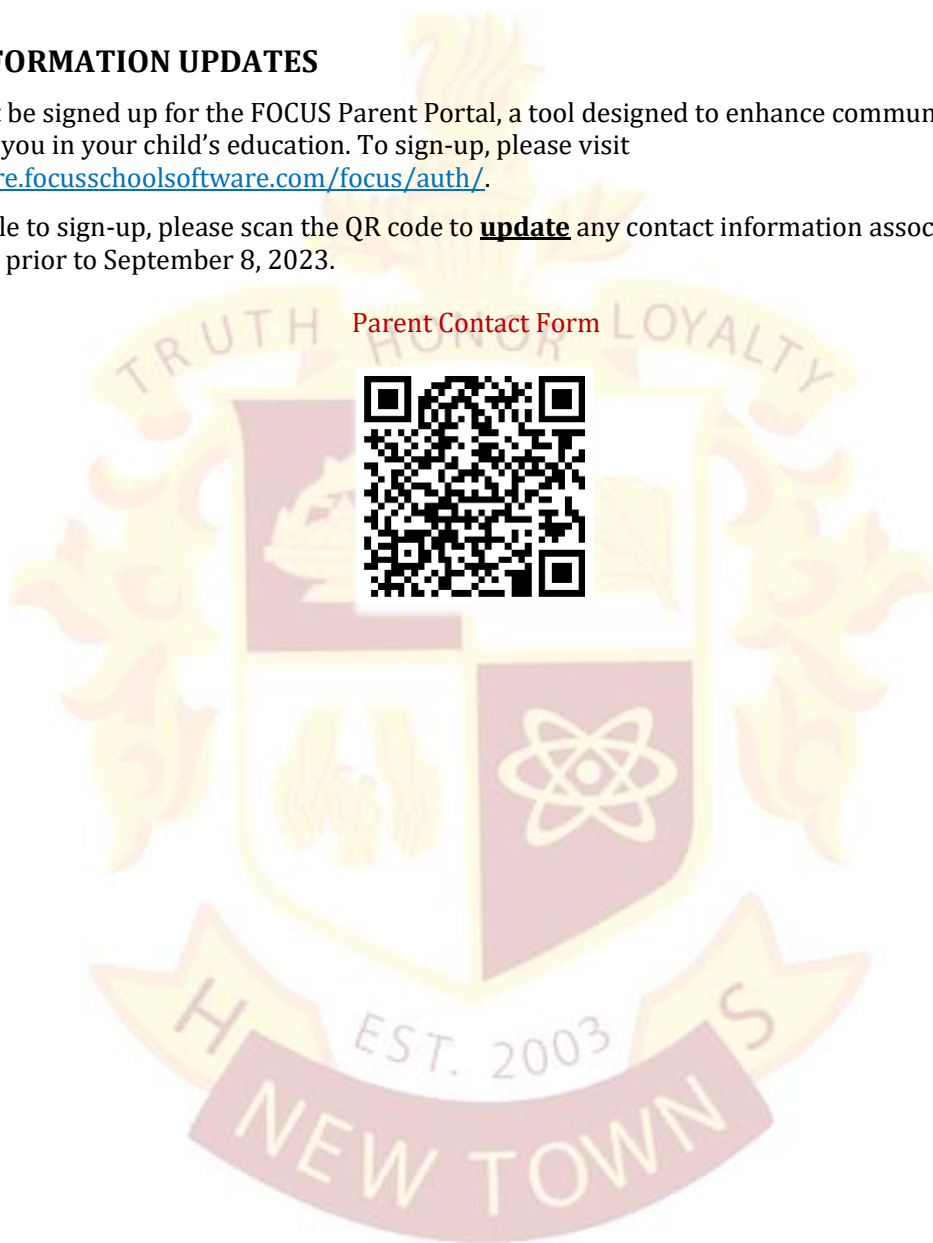 FORMATION UPDATES
be signed up for the FOCUS Parent Portal, a tool designed to enhance commun
you in your child's education. To sign-up, please visit
re.focusschoolsoftware.com/focus/auth/.
le to sign-up, please scan the QR code to update any contact information assoc
prior to September 8, 2023.
Parent Contact Form
TRUTH HONOR LOYALTY
H S
EST. 2003
NEW TOWN